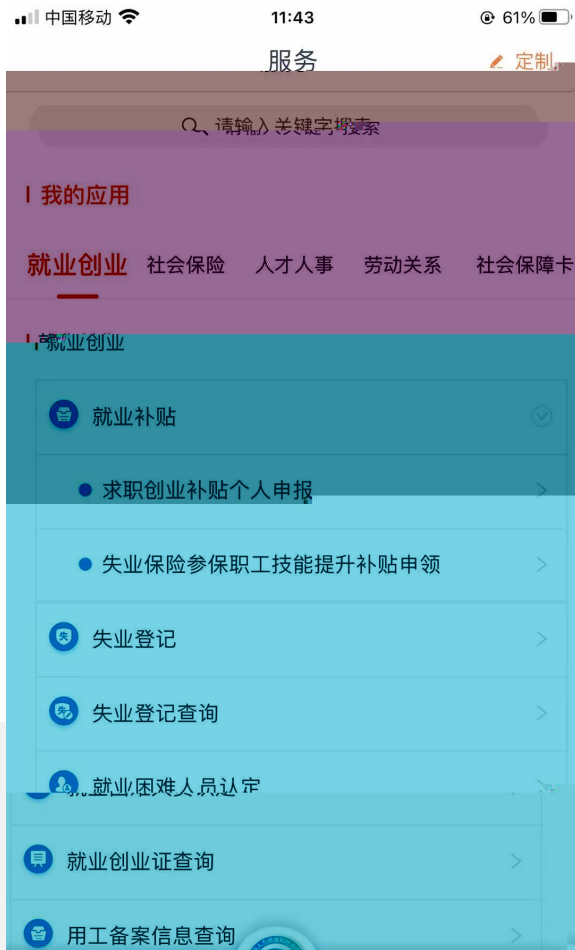 中国移动 11:43 61%
服务 定制
请输入关键字搜索
我的应用
就业创业 社会保险 人才人事 劳动关系 社会保障卡
就业创业
就业补贴
求职创业补贴个人申报
失业保险参保职工技能提升补贴申领
失业登记
失业登记查询
就业困难人员认定
就业创业证查询
用工备案信息查询